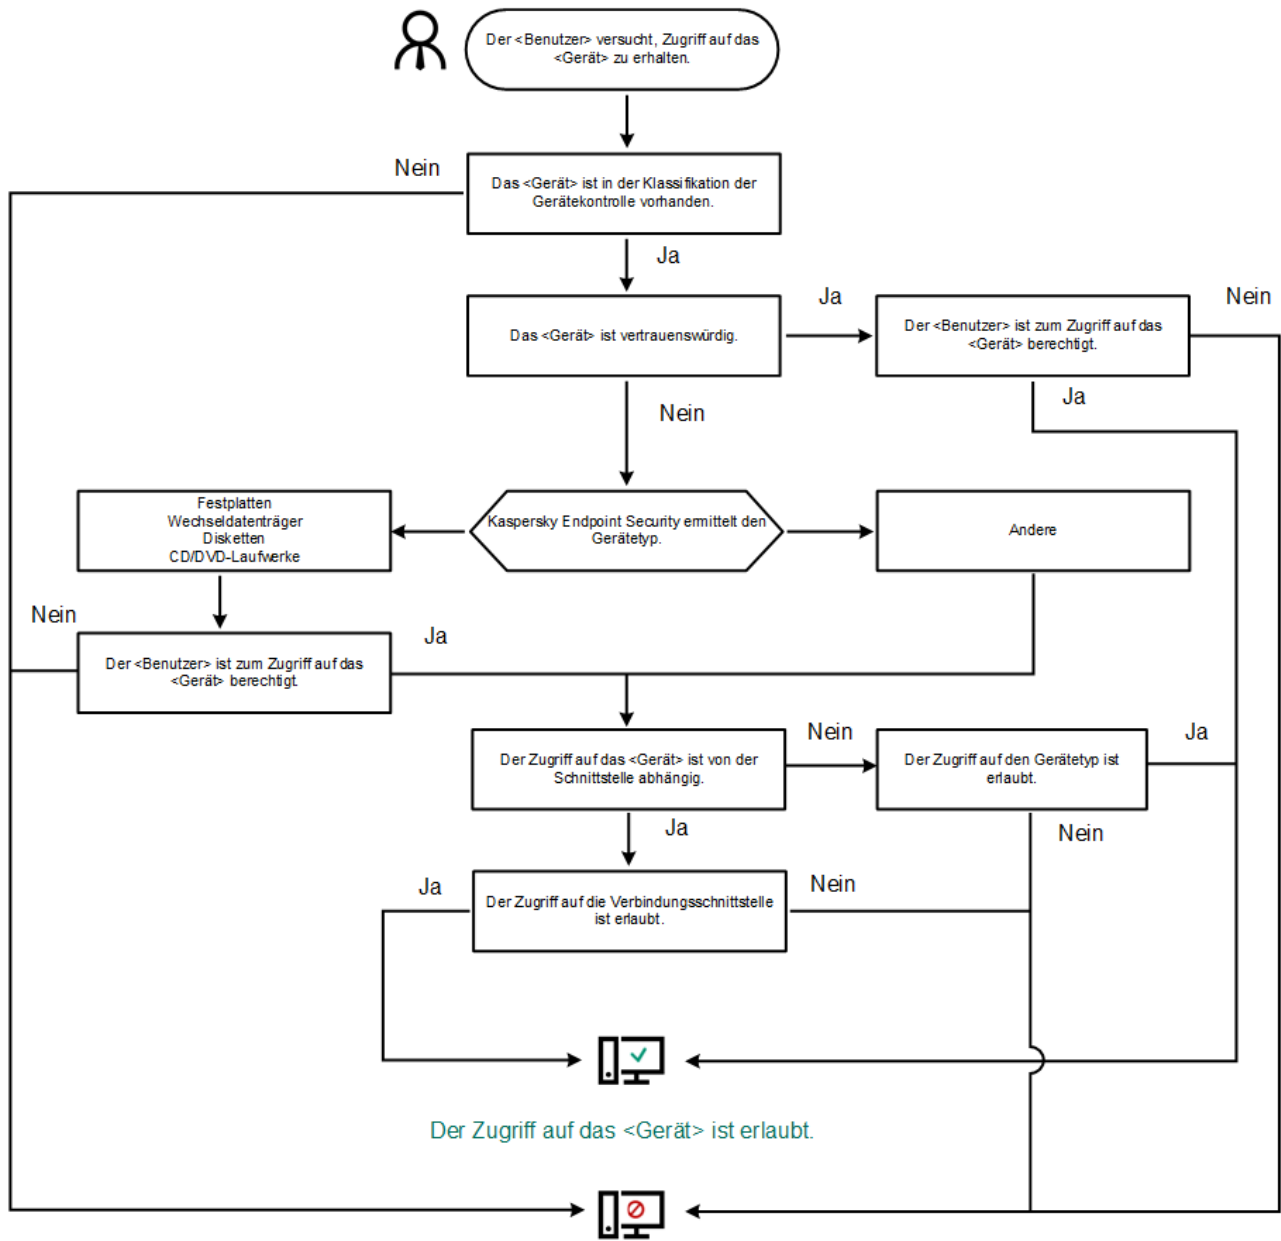 Der <Benutzer> versucht, Zugriff auf das
<Gerät> zu erhalten.
Nein
Das <Gerät> ist in der Klassifikation der
Gerätekontrolle vorhanden.
Ja
Das <Gerät> ist vertrauenswürdig.
Ja
Der <Benutzer> ist zum Zugriff auf das
<Gerät> berechtigt.
Nein
Ja
Nein
Festplatten
Wechseldatenträger
Disketten
CD/DVD-Laufwerke
Kaspersky Endpoint Security ermittelt den
Gerätetyp.
Andere
Nein
Der <Benutzer> ist zum Zugriff auf das
<Gerät> berechtigt.
Ja
Der Zugriff auf das <Gerät> ist von der
Schnittstelle abhängig.
Nein
Der Zugriff auf den Gerätetyp ist
erlaubt.
Ja
Ja
Nein
Ja
Der Zugriff auf die Verbindungsschnittstelle
ist erlaubt.
Nein
Der Zugriff auf das <Gerät> ist erlaubt.